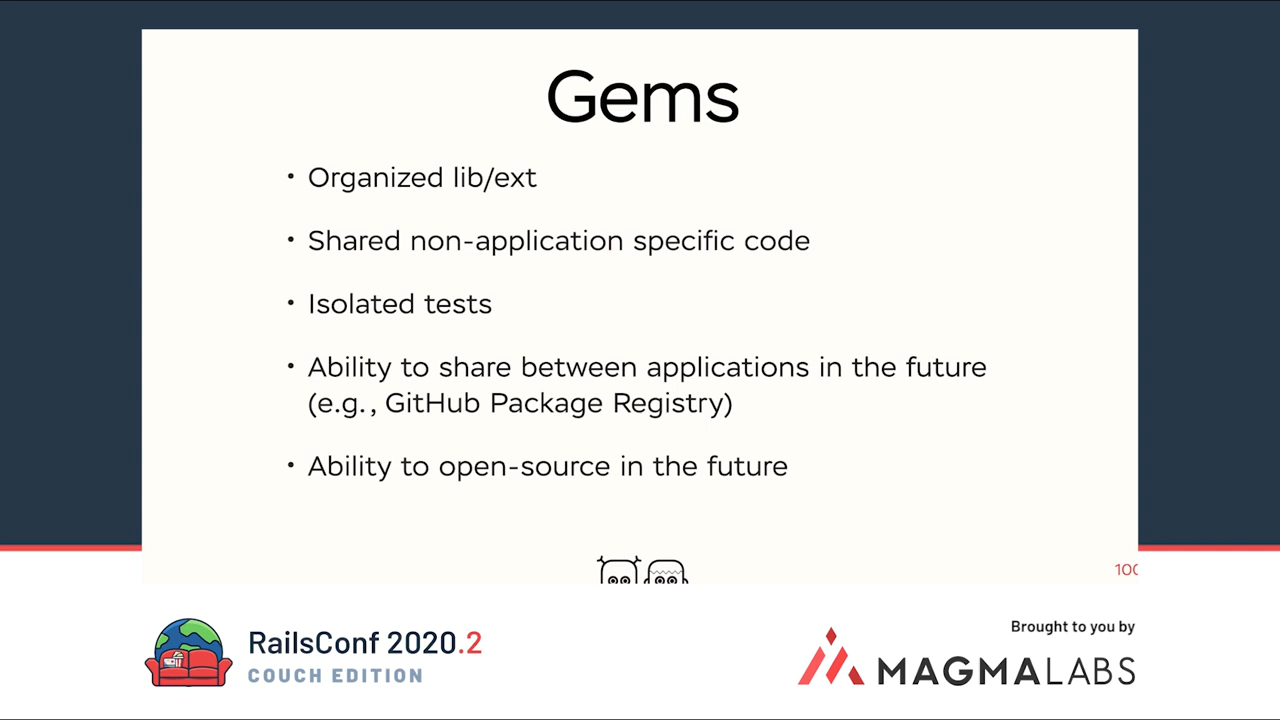 Gems
• Organized lib/ext
• Shared non-application specific code
• Isolated tests
• Ability to share between applications in the future
(e.g., GitHub Package Registry)
• Ability to open-source in the future
100
RailsConf 2020.2
COUCH EDITION
Brought to you by
MAGMALABS